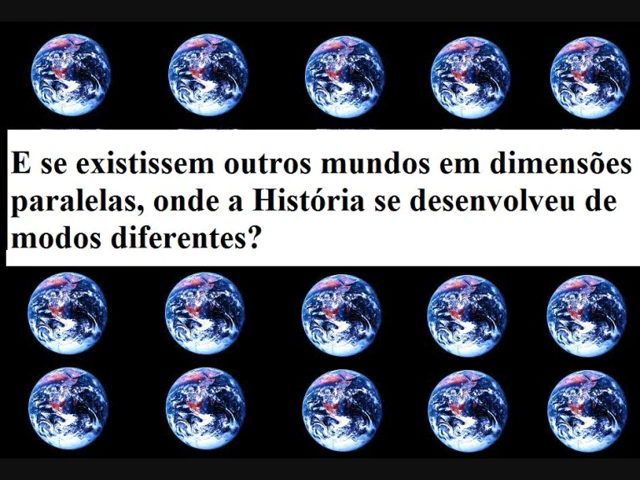 E se existissem outros mundos em dimensões
paralelas, onde a História se desenvolveu de
modos diferentes?